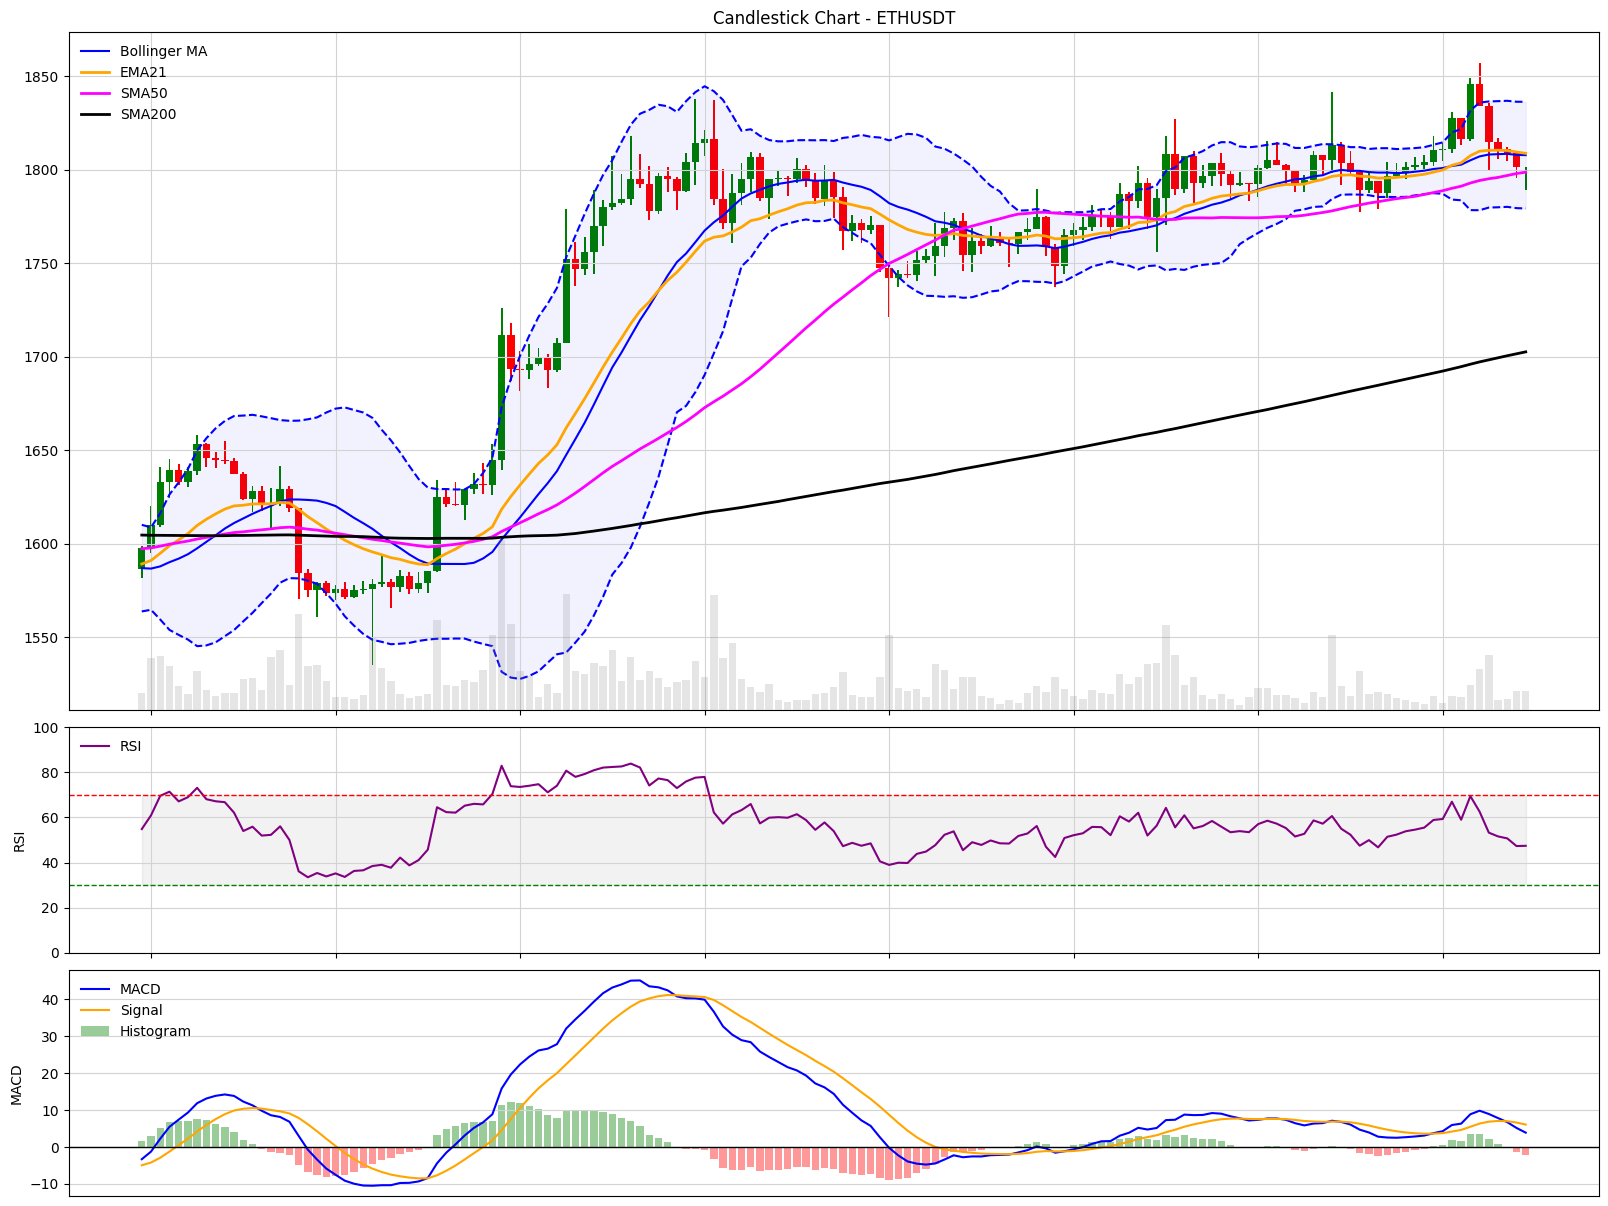 Candlestick Chart - ETHUSDT
Bollinger MA
EMA21
SMA50
SMA200
1850
1800
1750
1700
1650
1600
1550
RSI
100
80
60
40
20
0
RSI
MACD
Signal
Histogram
40
30
20
10
0
−10
MACD